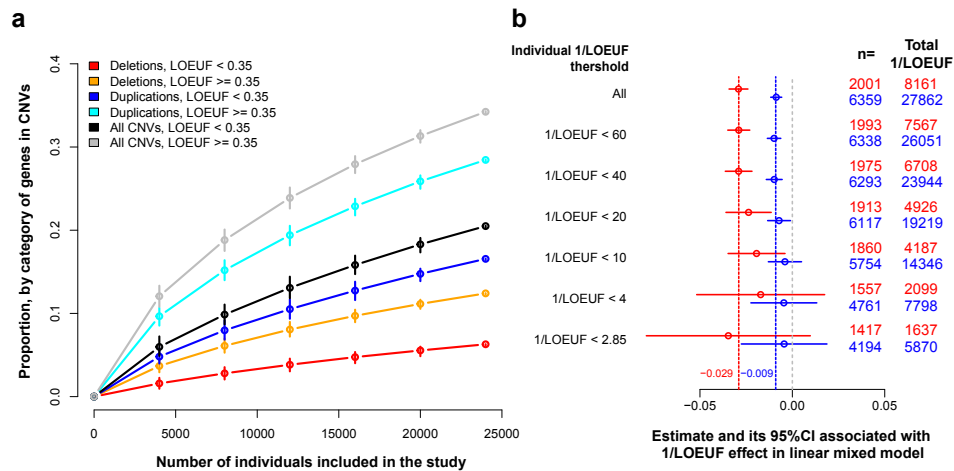 a
Deletions, LOEUF < 0.35
Deletions, LOEUF >= 0.35
Duplications, LOEUF < 0.35
Duplications, LOEUF >= 0.35
All CNVs, LOEUF < 0.35
All CNVs, LOEUF >= 0.35
Proportion, by category of genes in CNVs
0.4
0.3
0.2
0.1
0.0
0 5000 10000 15000 20000 25000
Number of individuals included in the study
b
Individual 1/LOEUF
thershold
n=
Total
1/LOEUF
All
2001 8161
6359 27862
1/LOEUF < 60
1993 7567
6338 26051
1/LOEUF < 40
1975 6708
6293 23944
1/LOEUF < 20
1913 4926
6117 19219
1/LOEUF < 10
1860 4187
5754 14346
1/LOEUF < 4
1557 2099
4761 7798
1/LOEUF < 2.85
1417 1637
4194 5870
−0.029 −0.009
−0.05 0.00 0.05
Estimate and its 95%CI associated with
1/LOEUF effect in linear mixed model